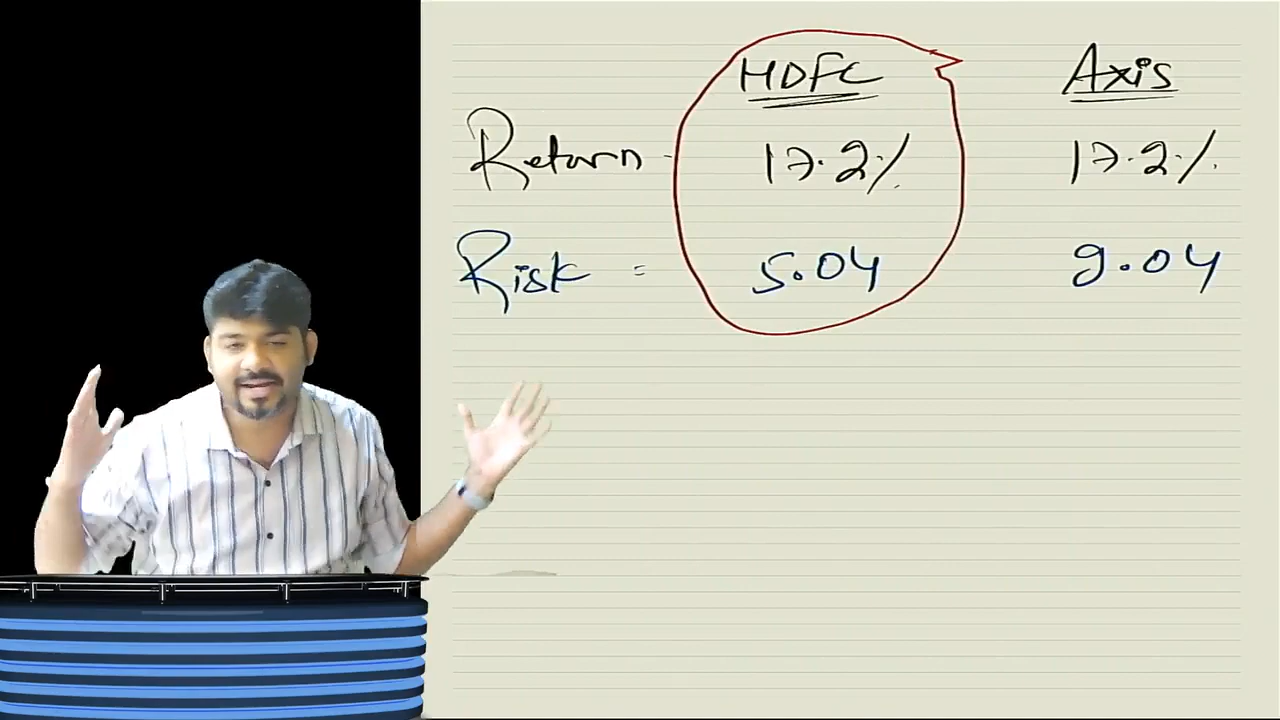 HDFC Axis
Return - 17.2% 17.2%
Risk = 5.04 9.04